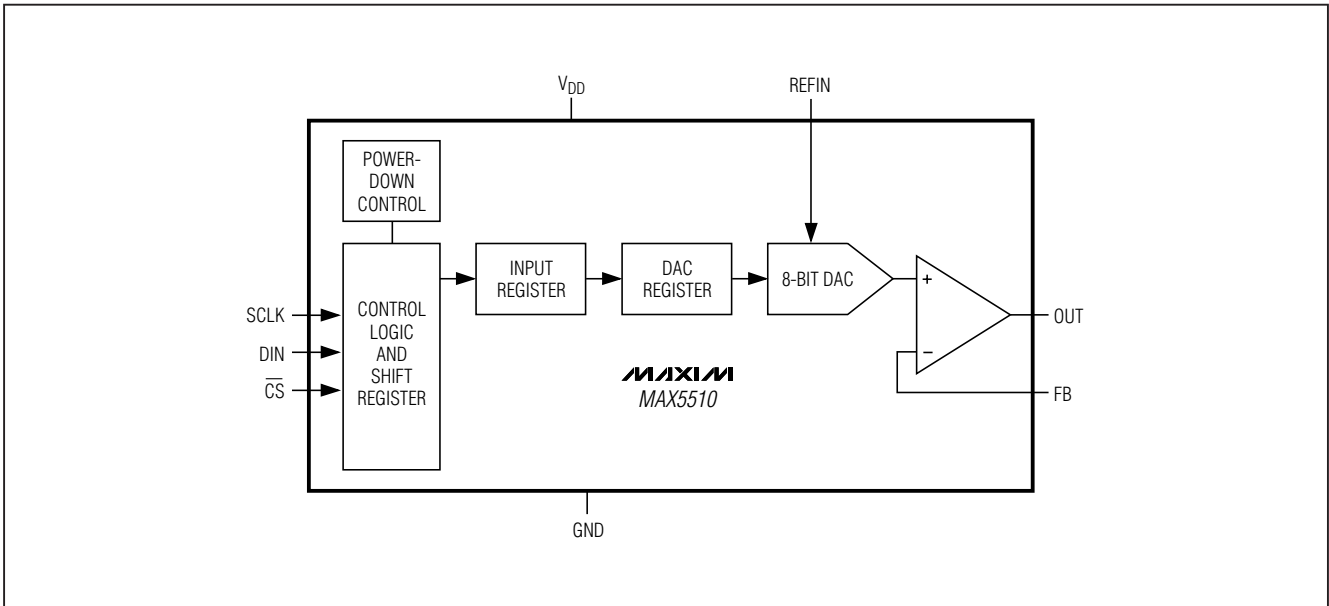 VDD
REFIN
POWER-
DOWN
CONTROL
INPUT
REGISTER
DAC
REGISTER
8-BIT DAC
+
−
SCLK
DIN
CS
CONTROL
LOGIC
AND
SHIFT
REGISTER
MAXIM
MAX5510
OUT
FB
GND